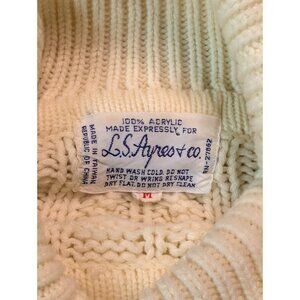 100% ACRYLIC
MADE EXPRESSLY FOR
L.S. Ayres & co
HAND WASH COLD. DO NOT
TWIST OR WRING RESHAPE
DRY FLAT. DO NOT DRY CLEAN
M
MADE IN TAIWAN
REPUBLIC OF CHINA
RN-27862